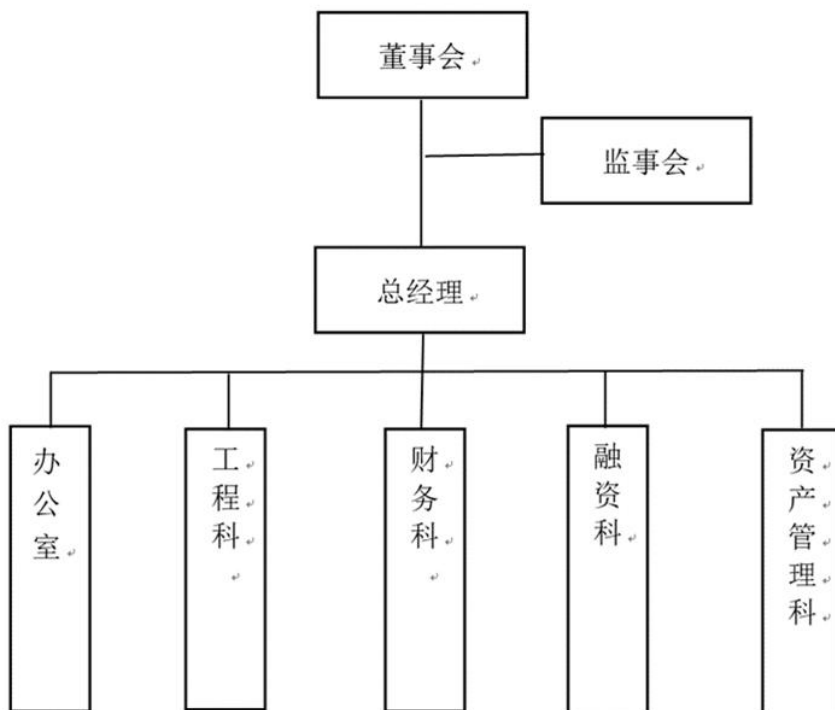 董事会
监事会
总经理
办公室
工程科
财务科
融资科
资产管理科